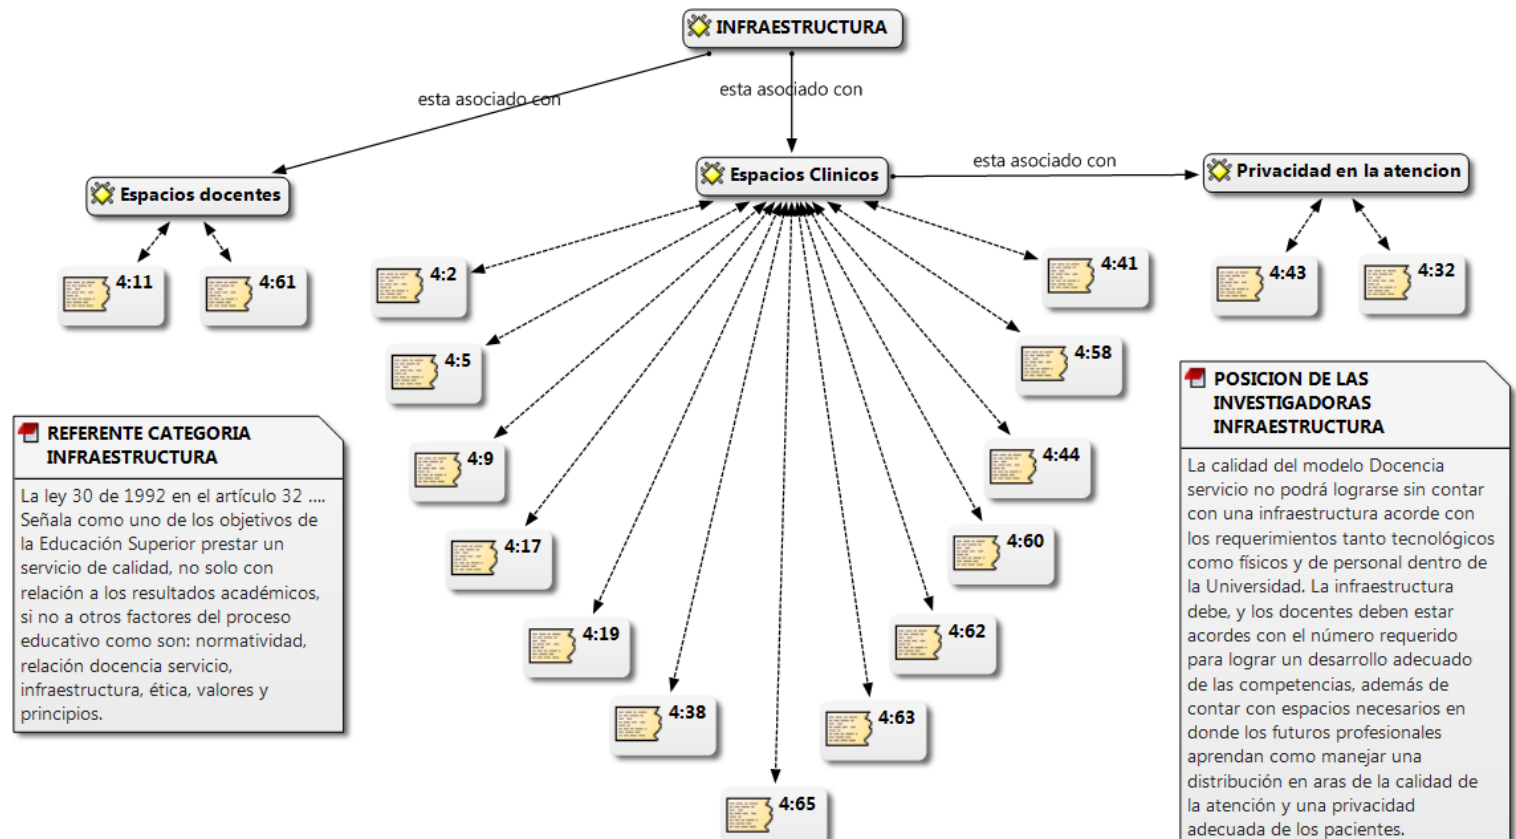 INFRAESTRUCTURA
esta asociado con
esta asociado con
Espacios docentes
Espacios Clinicos
esta asociado con
Privacidad en la atencion
4:11
4:61
4:2
4:5
4:9
4:17
4:19
4:38
4:65
4:63
4:62
4:60
4:44
4:58
4:41
4:43
4:32
REFERENTE CATEGORIA
INFRAESTRUCTURA
La ley 30 de 1992 en el artículo 32 ....
Señala como uno de los objetivos de
la Educación Superior prestar un
servicio de calidad, no solo con
relación a los resultados académicos,
si no a otros factores del proceso
educativo como son: normatividad,
relación docencia servicio,
infraestructura, ética, valores y
principios.
POSICION DE LAS
INVESTIGADORAS
INFRAESTRUCTURA
La calidad del modelo Docencia
servicio no podrá lograrse sin contar
con una infraestructura acorde con
los requerimientos tanto tecnológicos
como físicos y de personal dentro de
la Universidad. La infraestructura
debe, y los docentes deben estar
acordes con el número requerido
para lograr un desarrollo adecuado
de las competencias, además de
contar con espacios necesarios en
donde los futuros profesionales
aprendan como manejar una
distribución en aras de la calidad de
la atención y una privacidad
adecuada de los pacientes.